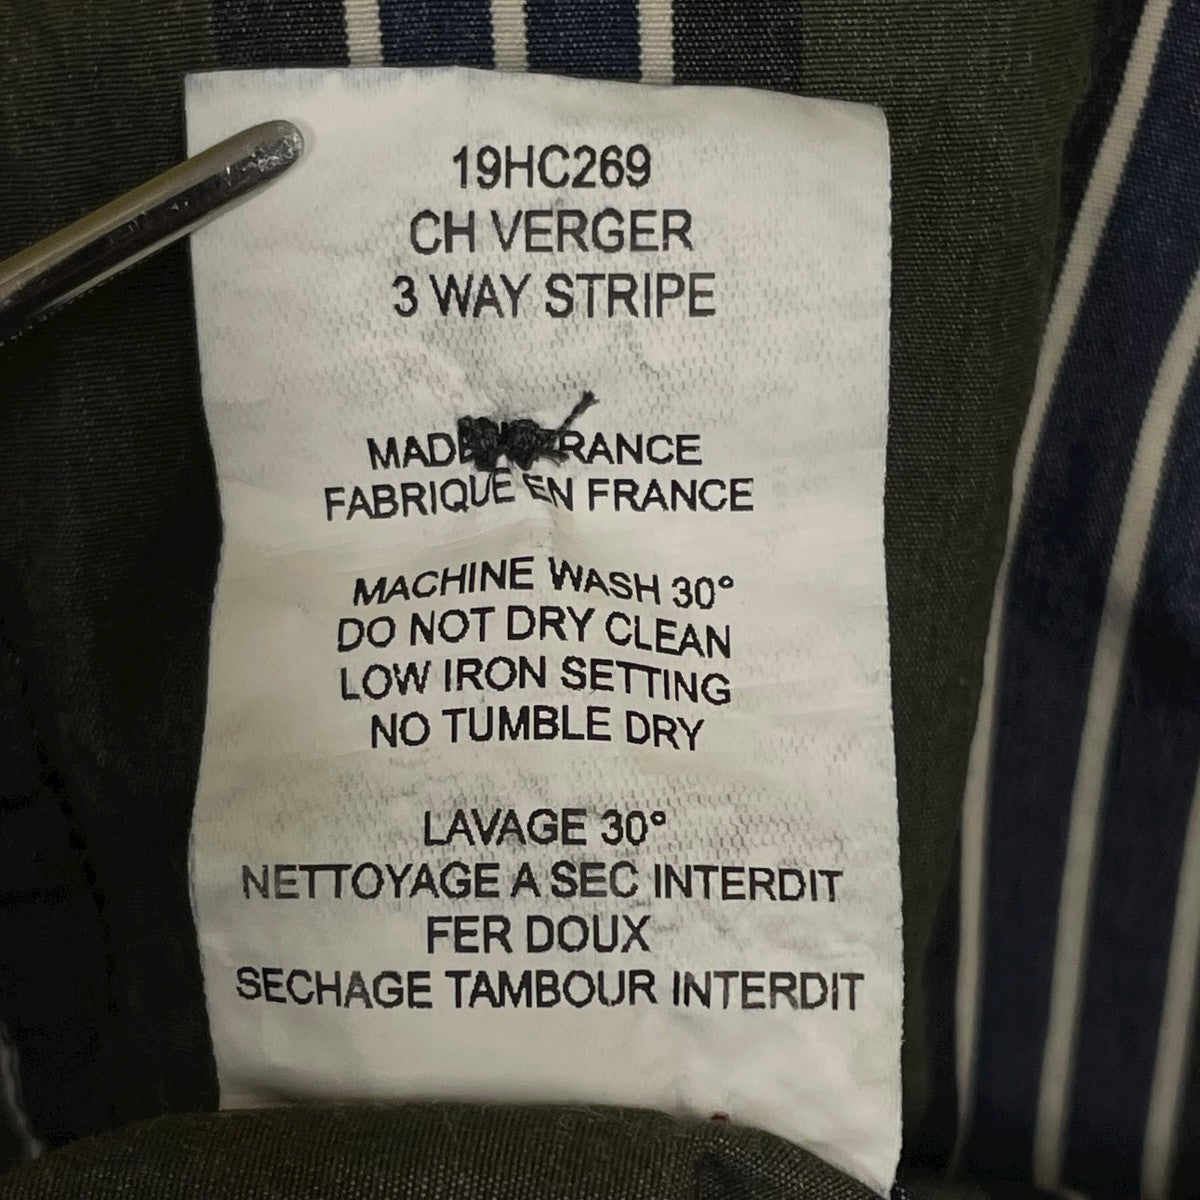 19HC269
CH VERGER
3 WAY STRIPE
MADE FRANCE
FABRIQUE EN FRANCE
MACHINE WASH 30°
DO NOT DRY CLEAN
LOW IRON SETTING
NO TUMBLE DRY
LAVAGE 30°
NETTOYAGE A SEC INTERDIT
FER DOUX
SECHAGE TAMBOUR INTERDIT